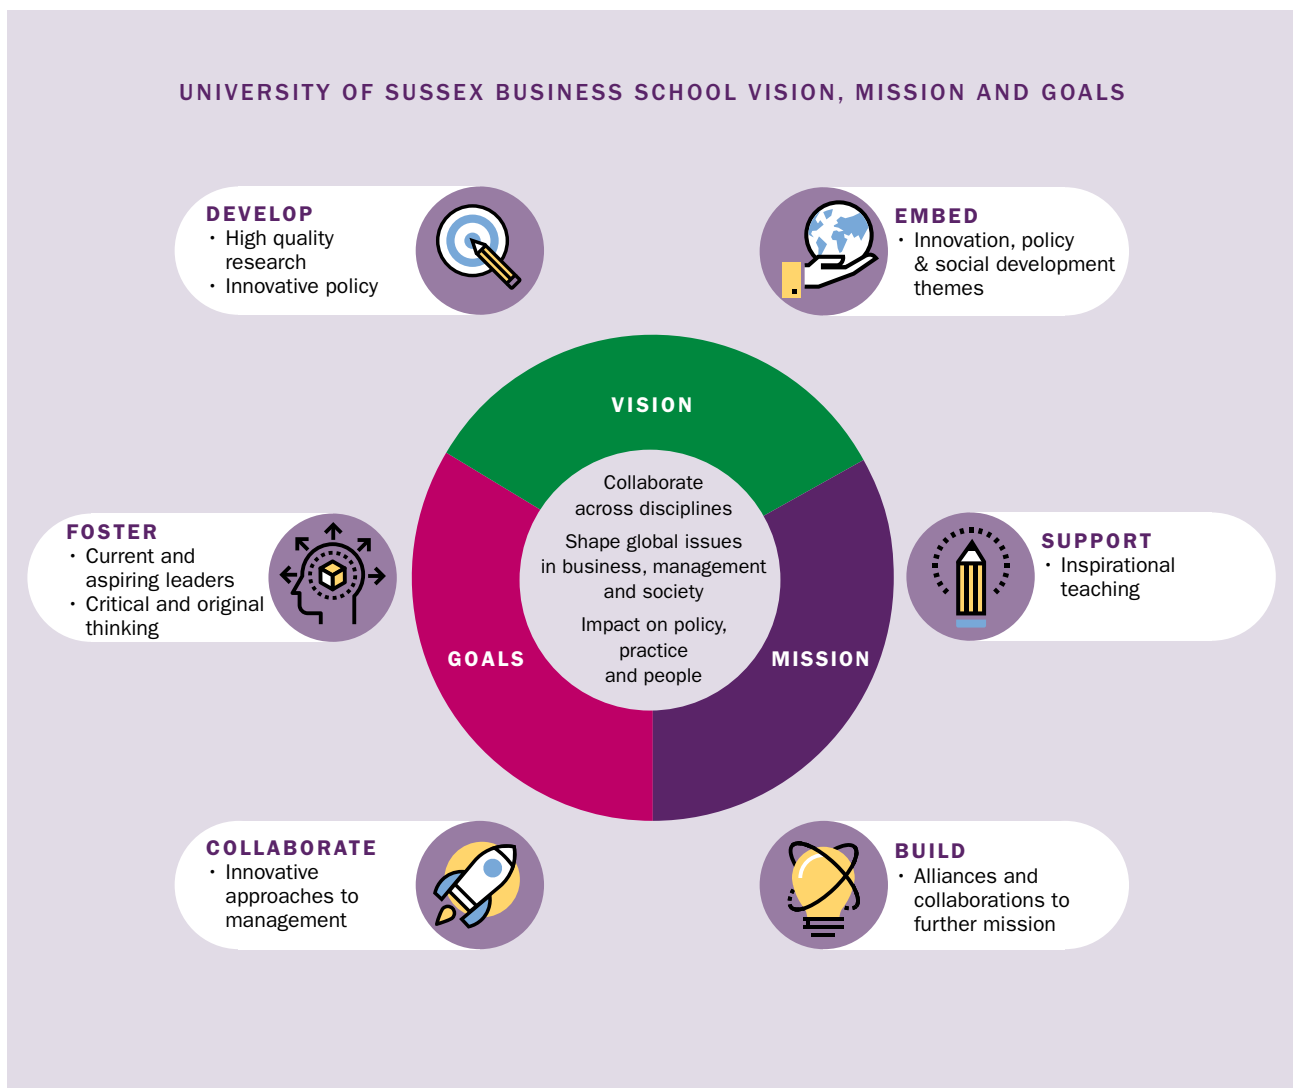 UNIVERSITY OF SUSSEX BUSINESS SCHOOL VISION, MISSION AND GOALS
DEVELOP
· High quality
research
· Innovative policy
EMBED
· Innovation, policy
& social development
themes
VISION
Collaborate
across disciplines
Shape global issues
in business, management
and society
Impact on policy,
practice
and people
GOALS
MISSION
FOSTER
· Current and
aspiring leaders
· Critical and original
thinking
SUPPORT
· Inspirational
teaching
COLLABORATE
· Innovative
approaches to
management
BUILD
· Alliances and
collaborations to
further mission